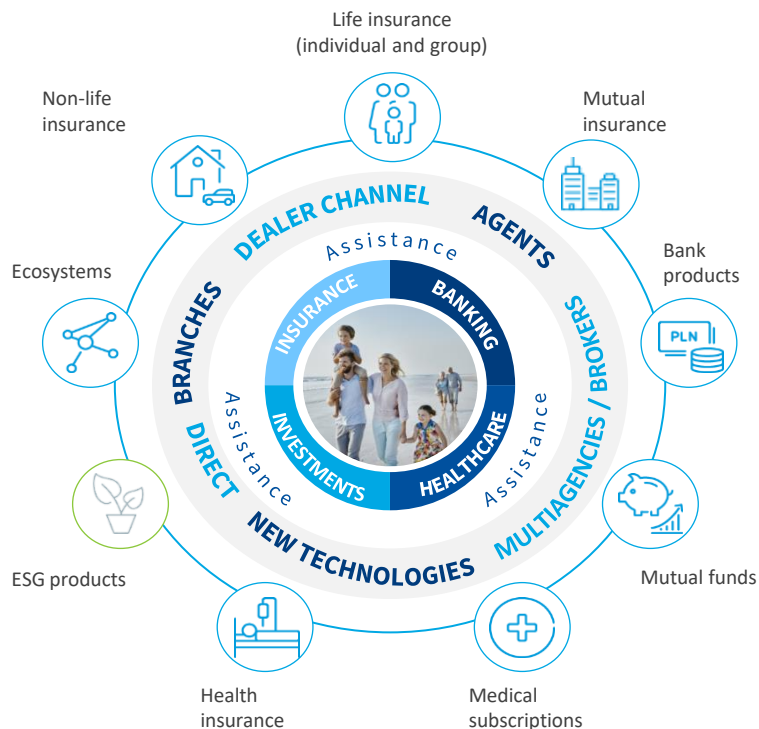 Life insurance
(individual and group)
Non-life
insurance
Mutual
insurance
DEALER CHANNEL
AGENTS
Assistance
Ecosystems
Bank
products
BRANCHES
INSURANCE
BANKING
PLN
MULTIAGENCIES / BROKERS
Assistance
Assistance
DIRECT
INVESTMENTS
HEALTHCARE
NEW TECHNOLOGIES
ESG products
Mutual funds
Health
insurance
Medical
subscriptions